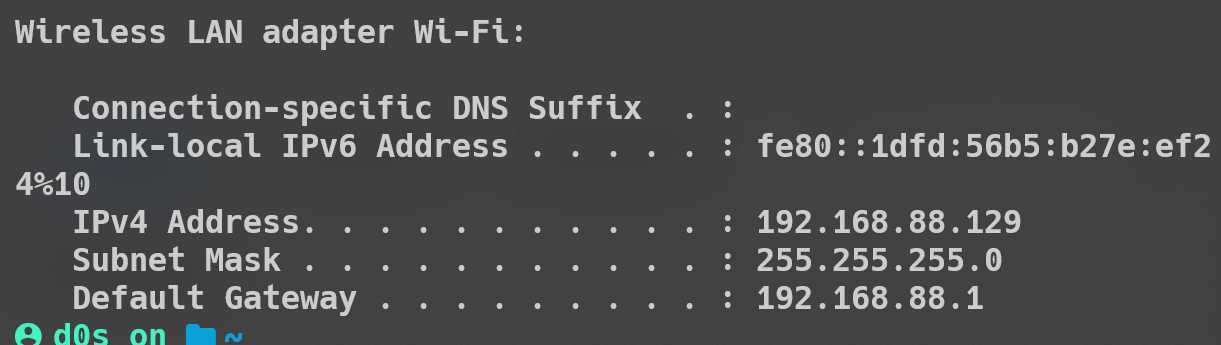 Wireless LAN adapter Wi-Fi:
Connection-specific DNS Suffix  . :
Link-local IPv6 Address . . . . . : fe80::1dfd:56b5:b27e:ef2
4%10
IPv4 Address. . . . . . . . . . . : 192.168.88.129
Subnet Mask . . . . . . . . . . . : 255.255.255.0
Default Gateway . . . . . . . . . : 192.168.88.1
d0s on ~